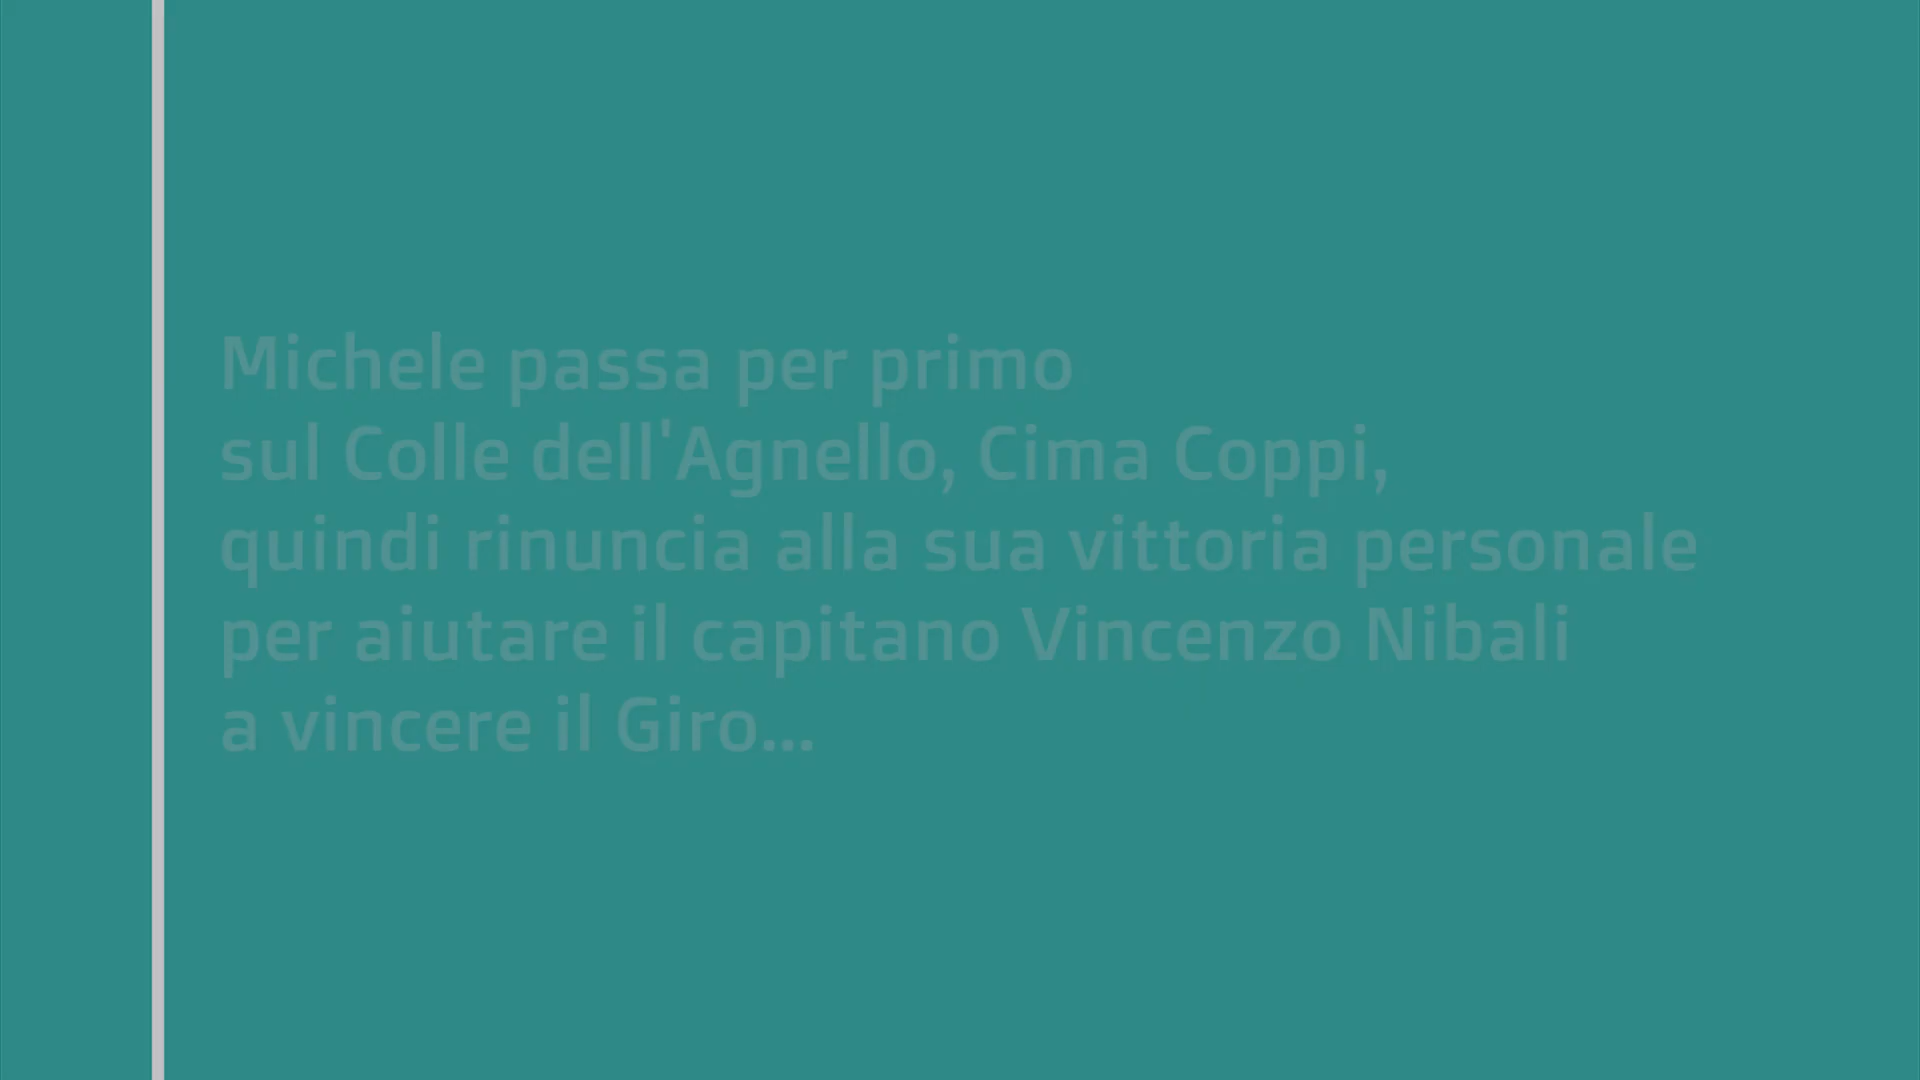 Michele passa per primo
sul Colle dell'Agnello, Cima Coppi,
quindi rinuncia alla sua vittoria personale
per aiutare il capitano Vincenzo Nibali
a vincere il Giro...